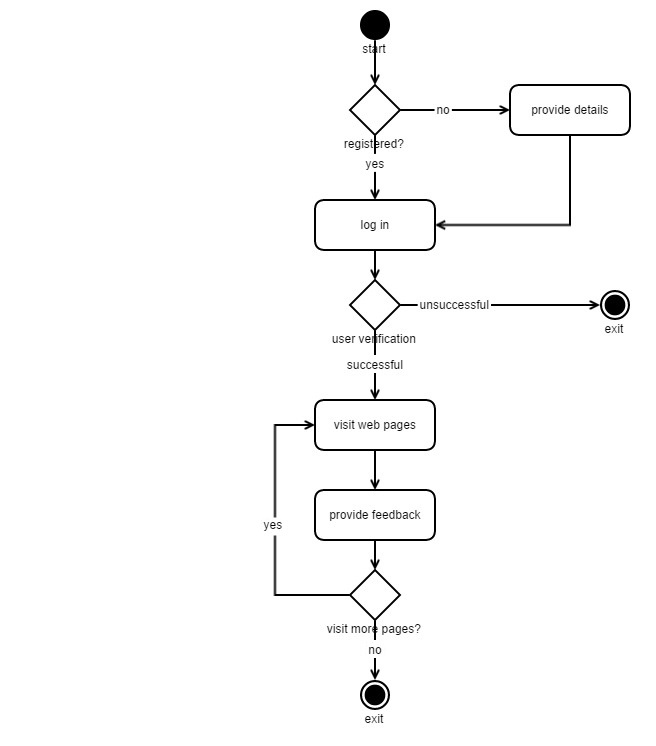 start
no
provide details
registered?
yes
log in
unsuccessful
exit
user verification
successful
visit web pages
provide feedback
yes
visit more pages?
no
exit